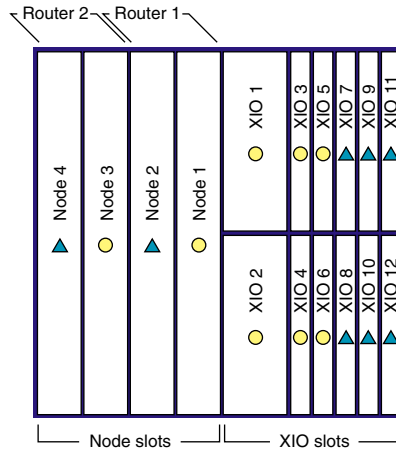 Router 2
Router 1
Node 4
Node 3
Node 2
Node 1
XIO 1
XIO 3
XIO 5
XIO 7
XIO 9
XIO 11
XIO 2
XIO 4
XIO 6
XIO 8
XIO 10
XIO 12
Node slots
XIO slots